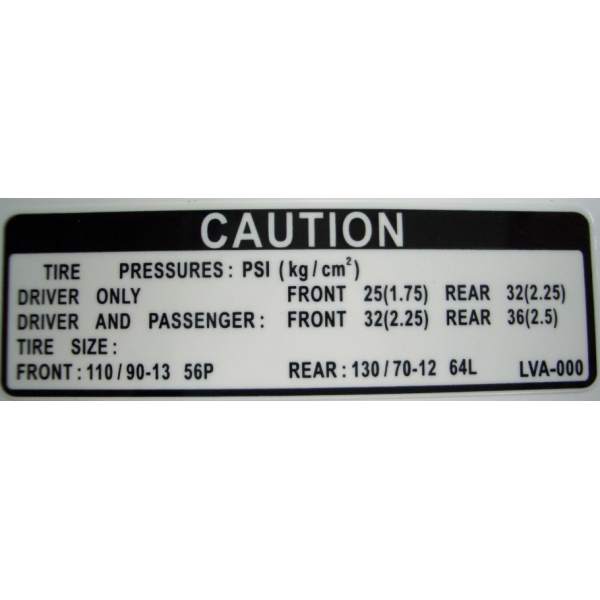 CAUTION
TIRE PRESSURES: PSI (kg/cm²)
DRIVER ONLY FRONT 25(1.75) REAR 32(2.25)
DRIVER AND PASSENGER: FRONT 32(2.25) REAR 36(2.5)
TIRE SIZE:
FRONT:110/90-13 56P REAR:130/70-12 64L LVA-000